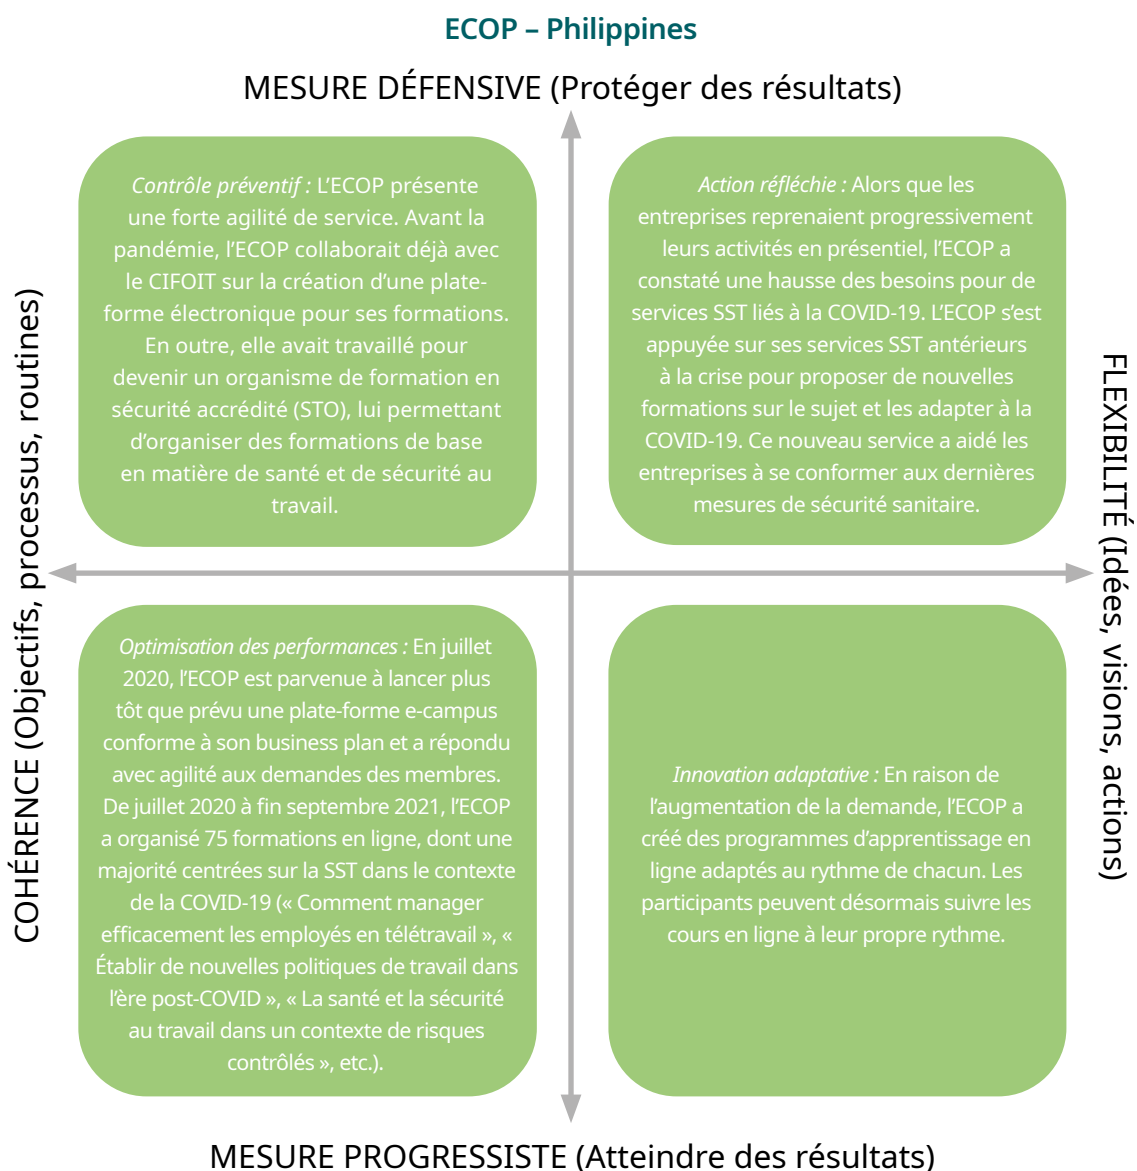 ECOP – Philippines
MESURE DÉFENSIVE (Protéger des résultats)
COHÉRENCE (Objectifs, processus, routines)
Contrôle préventif : L’ECOP présente
une forte agilité de service. Avant la
pandémie, l’ECOP collaborait déjà avec
le CIFOIT sur la création d’une plate-
forme électronique pour ses formations.
En outre, elle avait travaillé pour
devenir un organisme de formation en
sécurité accrédité (STO), lui permettant
d’organiser des formations de base
en matière de santé et de sécurité au
travail.
Action réfléchie : Alors que les
entreprises reprenaient progressivement
leurs activités en présentiel, l’ECOP a
constaté une hausse des besoins pour de
services SST liés à la COVID-19. L’ECOP s’est
appuyée sur ses services SST antérieurs
à la crise pour proposer de nouvelles
formations sur le sujet et les adapter à la
COVID-19. Ce nouveau service a aidé les
entreprises à se conformer aux dernières
mesures de sécurité sanitaire.
FLEXIBILITÉ (Idées, visions, actions)
Optimisation des performances : En juillet
2020, l’ECOP est parvenue à lancer plus
tôt que prévu une plate-forme e-campus
conforme à son business plan et a répondu
avec agilité aux demandes des membres.
De juillet 2020 à fin septembre 2021, l’ECOP
a organisé 75 formations en ligne, dont une
majorité centrées sur la SST dans le contexte
de la COVID-19 (« Comment manager
efficacement les employés en télétravail », «
Établir de nouvelles politiques de travail dans
l’ère post-COVID », « La santé et la sécurité
au travail dans un contexte de risques
contrôlés », etc.).
Innovation adaptative : En raison de
l’augmentation de la demande, l’ECOP a
créé des programmes d’apprentissage en
ligne adaptés au rythme de chacun. Les
participants peuvent désormais suivre les
cours en ligne à leur propre rythme.
MESURE PROGRESSISTE (Atteindre des résultats)